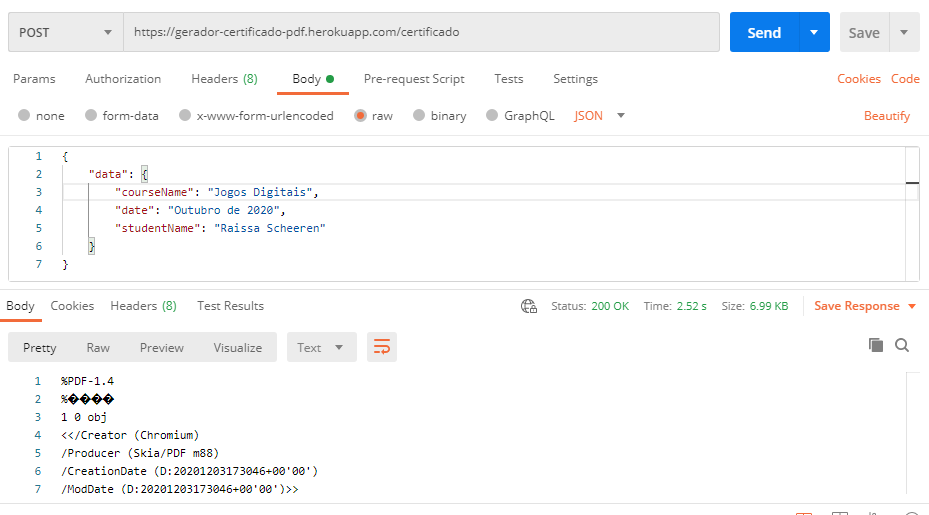 POST https://gerador-certificado-pdf.herokuapp.com/certificado Send Save
Params Authorization Headers (8) Body Pre-request Script Tests Settings Cookies Code
none form-data x-www-form-urlencoded raw binary GraphQL JSON Beautify
1 {
2 "data": {
3 "courseName": "Jogos Digitais",
4 "date": "Outubro de 2020",
5 "studentName": "Raissa Scheeren"
6 }
7 }
Body Cookies Headers (8) Test Results Status: 200 OK Time: 2.52 s Size: 6.99 KB Save Response
Pretty Raw Preview Visualize Text
1 %PDF-1.4
2 %����
3 1 0 obj
4 <</Creator (Chromium)
5 /Producer (Skia/PDF m88)
6 /CreationDate (D:20201203173046+00'00')
7 /ModDate (D:20201203173046+00'00')>>